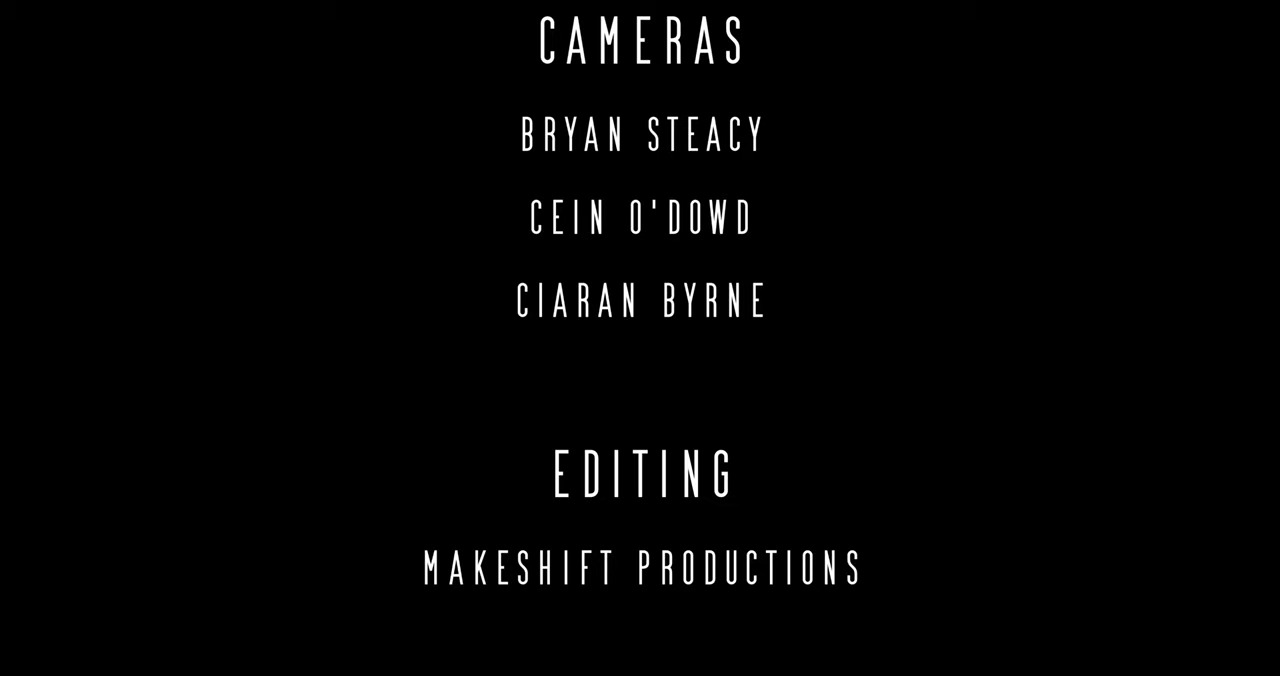 CAMERAS
BRYAN STEACY
CEIN O'DOWD
CIARAN BYRNE
EDITING
MAKESHIFT PRODUCTIONS